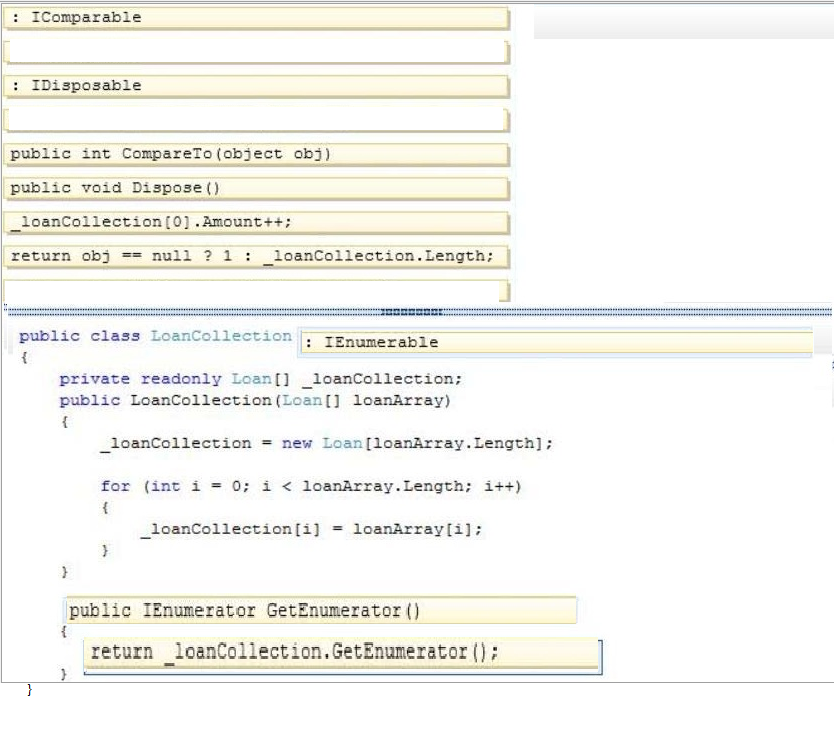 : IComparable
: IDisposable
public int CompareTo(object obj)
public void Dispose()
_loanCollection[0].Amount++;
return obj == null ? 1 : _loanCollection.Length;
public class LoanCollection : IEnumerable
{
private readonly Loan[] _loanCollection;
public LoanCollection(Loan[] loanArray)
{
_loanCollection = new Loan[loanArray.Length];
for (int i = 0; i < loanArray.Length; i++)
{
_loanCollection[i] = loanArray[i];
}
}
public IEnumerator GetEnumerator()
{
return _loanCollection.GetEnumerator();
}
}